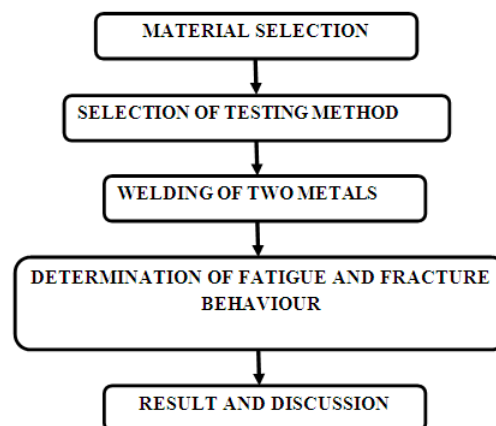 MATERIAL SELECTION
SELECTION OF TESTING METHOD
WELDING OF TWO METALS
DETERMINATION OF FATIGUE AND FRACTURE
BEHAVIOUR
RESULT AND DISCUSSION